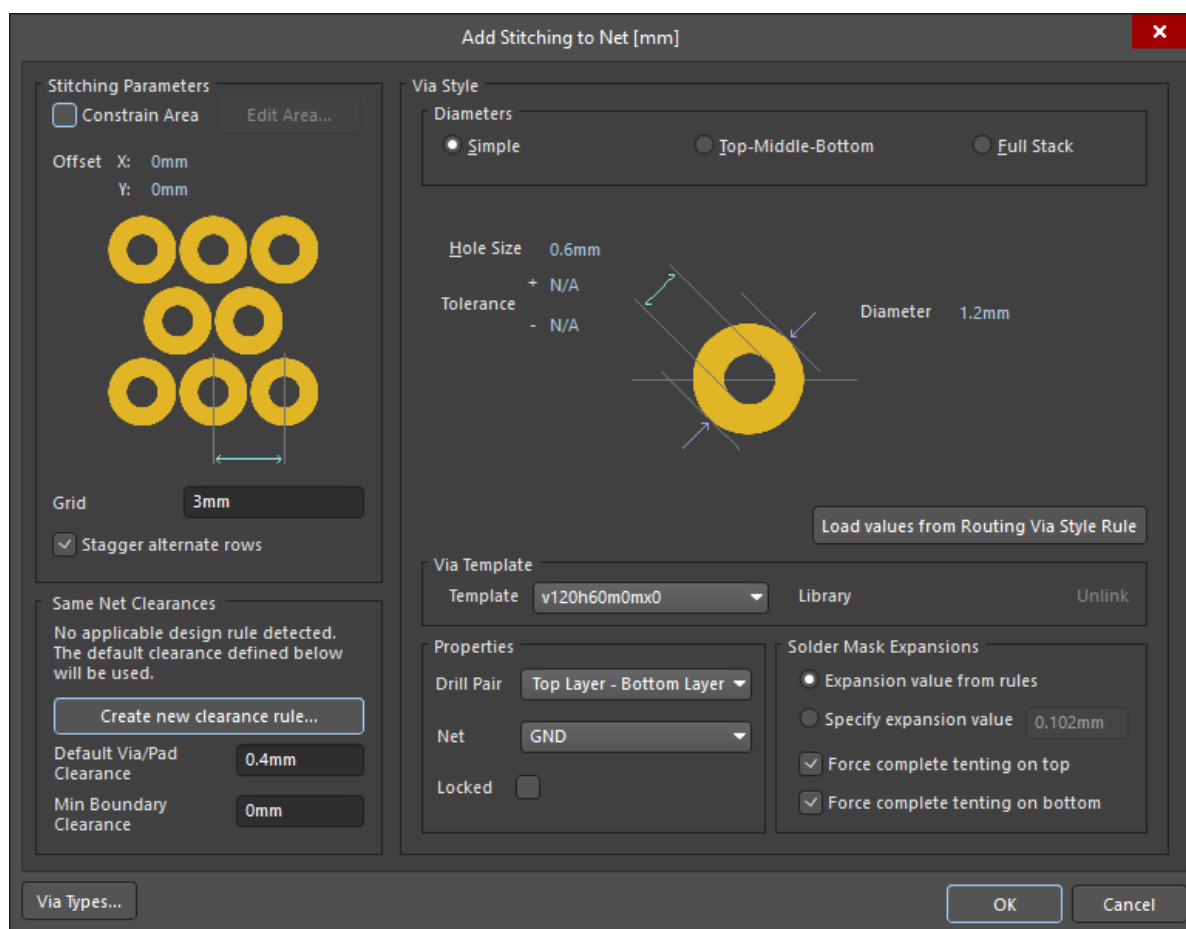 Add Stitching to Net [mm]
Stitching Parameters
Constrain Area
Edit Area...
Offset X: 0mm
Y: 0mm
Grid 3mm
Stagger alternate rows
Same Net Clearances
No applicable design rule detected.
The default clearance defined below
will be used.
Create new clearance rule...
Default Via/Pad
Clearance
0.4mm
Min Boundary
Clearance
0mm
Via Style
Diameters
Simple
Top-Middle-Bottom
Full Stack
Hole Size 0.6mm
Tolerance
+ N/A
- N/A
Diameter 1.2mm
Load values from Routing Via Style Rule
Via Template
Template v120h60m0mx0
Library
Unlink
Properties
Drill Pair Top Layer - Bottom Layer
Net GND
Locked
Solder Mask Expansions
Expansion value from rules
Specify expansion value 0.102mm
Force complete tenting on top
Force complete tenting on bottom
Via Types...
OK
Cancel